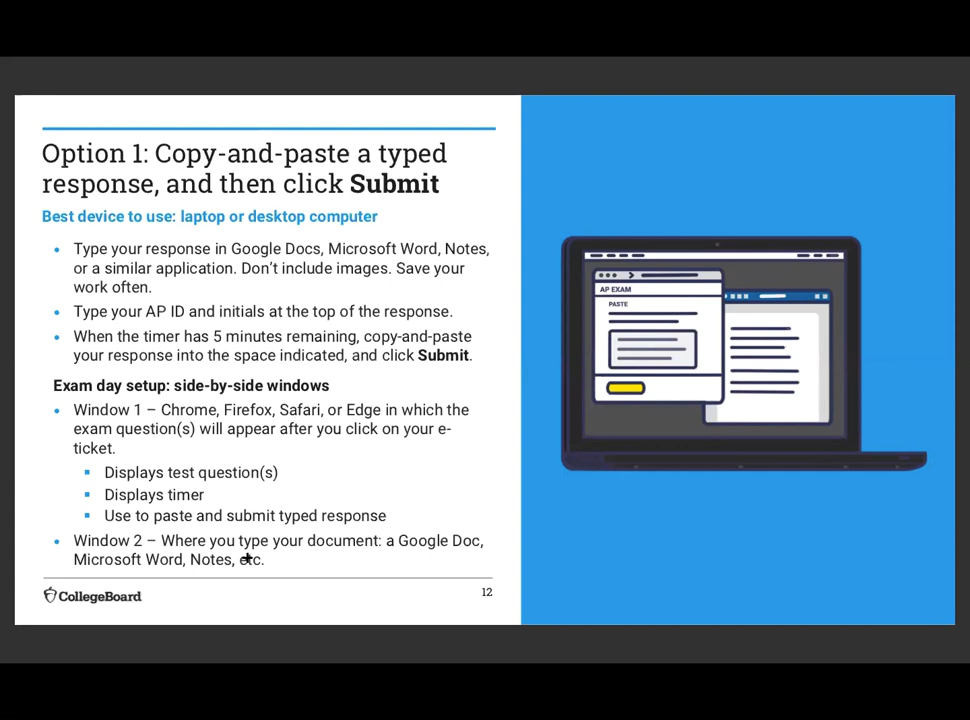 Option 1: Copy-and-paste a typed
response, and then click Submit
Best device to use: laptop or desktop computer
• Type your response in Google Docs, Microsoft Word, Notes,
or a similar application. Don't include images. Save your
work often.
• Type your AP ID and initials at the top of the response.
• When the timer has 5 minutes remaining, copy-and-paste
your response into the space indicated, and click Submit.
Exam day setup: side-by-side windows
• Window 1 – Chrome, Firefox, Safari, or Edge in which the
exam question(s) will appear after you click on your e-
ticket.
▪ Displays test question(s)
▪ Displays timer
▪ Use to paste and submit typed response
• Window 2 – Where you type your document: a Google Doc,
Microsoft Word, Notes, etc.
CollegeBoard
12
AP EXAM
PASTE